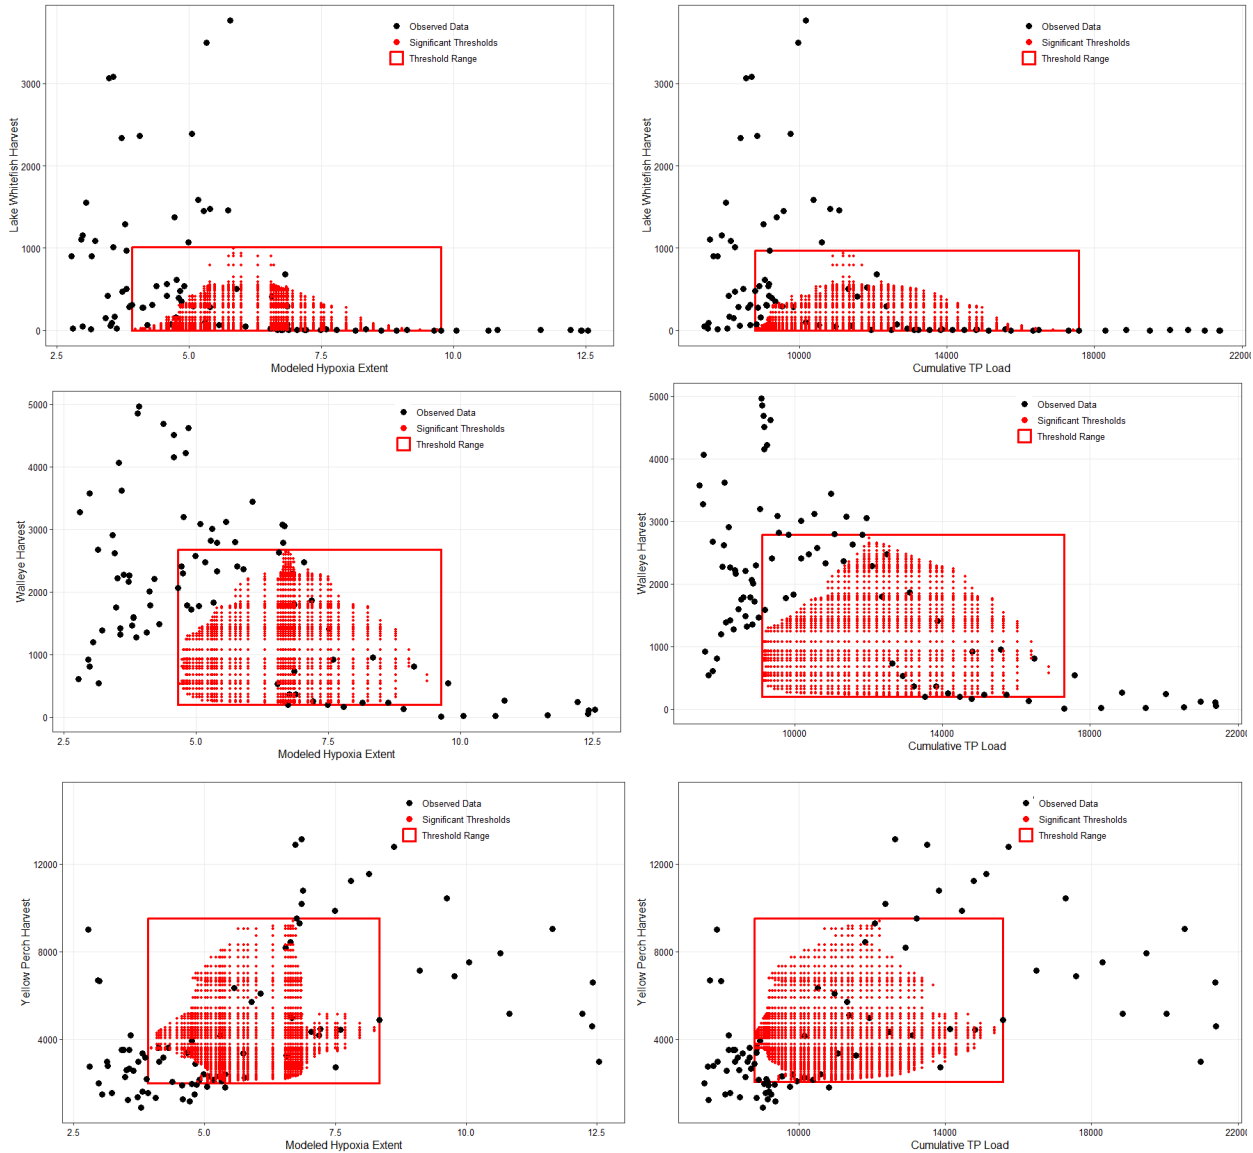 Observed Data
Significant Thresholds
Threshold Range
3000
2000
1000
0
Lake Whitefish Harvest
2.5
5.0
7.5
10.0
12.5
Modeled Hypoxia Extent
Observed Data
Significant Thresholds
Threshold Range
3000
2000
1000
0
Lake Whitefish Harvest
10000
14000
18000
22000
Cumulative TP Load
Observed Data
Significant Thresholds
Threshold Range
5000
4000
3000
2000
1000
0
Walleye Harvest
2.5
5.0
7.5
10.0
12.5
Modeled Hypoxia Extent
Observed Data
Significant Thresholds
Threshold Range
5000
4000
3000
2000
1000
0
Walleye Harvest
10000
14000
18000
22000
Cumulative TP Load
Observed Data
Significant Thresholds
Threshold Range
12000
8000
4000
Yellow Perch Harvest
2.5
5.0
7.5
10.0
12.5
Modeled Hypoxia Extent
Observed Data
Significant Thresholds
Threshold Range
12000
8000
4000
Yellow Perch Harvest
10000
14000
18000
22000
Cumulative TP Load